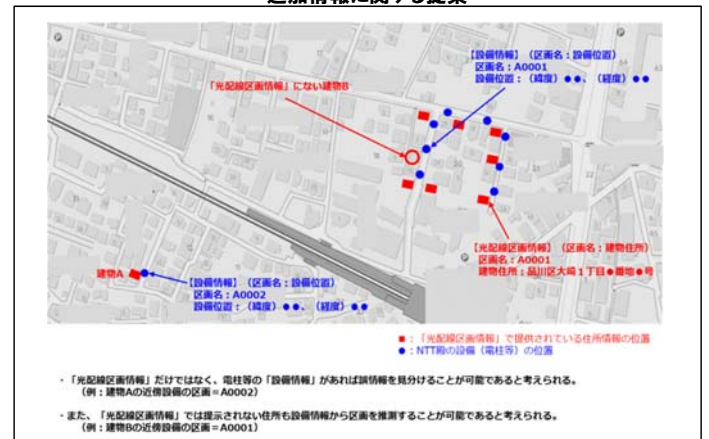 追加情報に関する提案
【設備情報】（区画名：設備位置）
区画名：A0001
設備位置：（緯度）●●、（経度）●●
「光配線区画情報」にない建物B
【光配線区画情報】（区画名：建物住所）
区画名：A0001
建物住所：品川区大崎１丁目●番地●号
建物A
【設備情報】（区画名：設備位置）
区画名：A0002
設備位置：（緯度）●●、（経度）●●
■：「光配線区画情報」で提供されている住所情報の位置
●：NTT殿の設備（電柱等）の位置
・「光配線区画情報」だけではなく、電柱等の「設備情報」があれば誤情報を見分けることが可能であると考えられる。
（例：建物Aの近傍設備の区画＝A0002）
・また、「光配線区画情報」では提示されない住所も設備情報から区画を推測することが可能であると考えられる。
（例：建物Bの近傍設備の区画＝A0001）